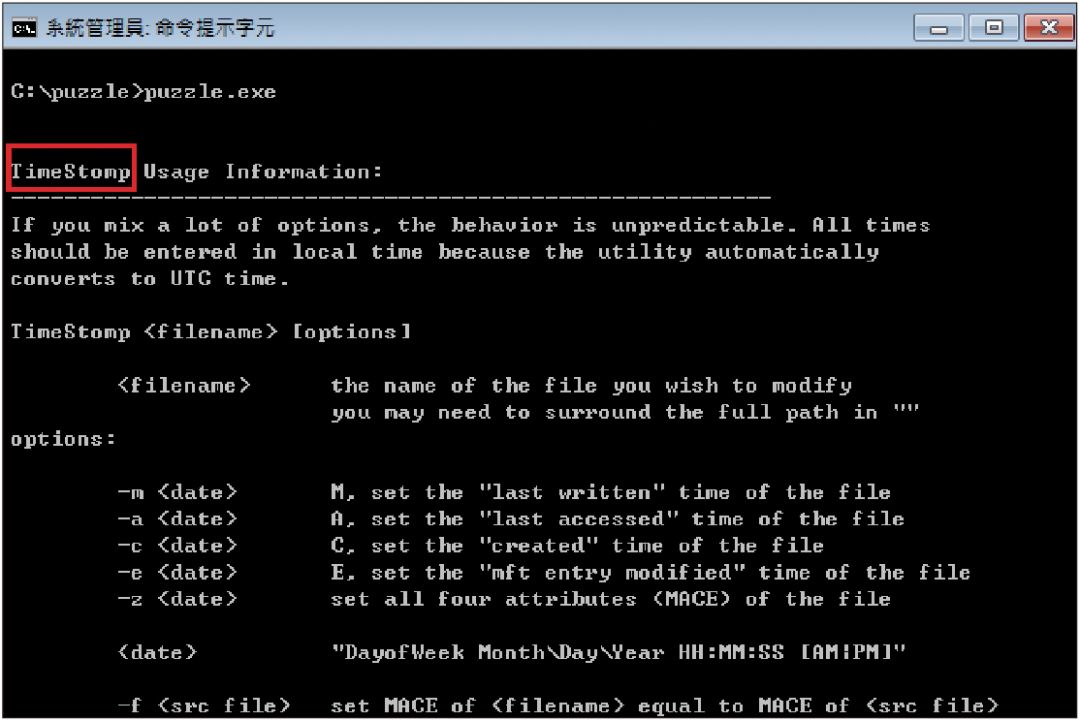 系統管理員: 命令提示字元
C:\puzzle>puzzle.exe
TimeStomp Usage Information:
---------------------------------------------------------
If you mix a lot of options, the behavior is unpredictable. All times
should be entered in local time because the utility automatically
converts to UTC time.
TimeStomp <filename> [options]
<filename> the name of the file you wish to modify
you may need to surround the full path in ""
options:
-m <date> M, set the "last written" time of the file
-a <date> A, set the "last accessed" time of the file
-c <date> C, set the "created" time of the file
-e <date> E, set the "mft entry modified" time of the file
-z <date> set all four attributes (MACE) of the file
<date> "DayofWeek Month\Day\Year HH:MM:SS [AM|PM]"
-f <src file> set MACE of <filename> equal to MACE of <src file>